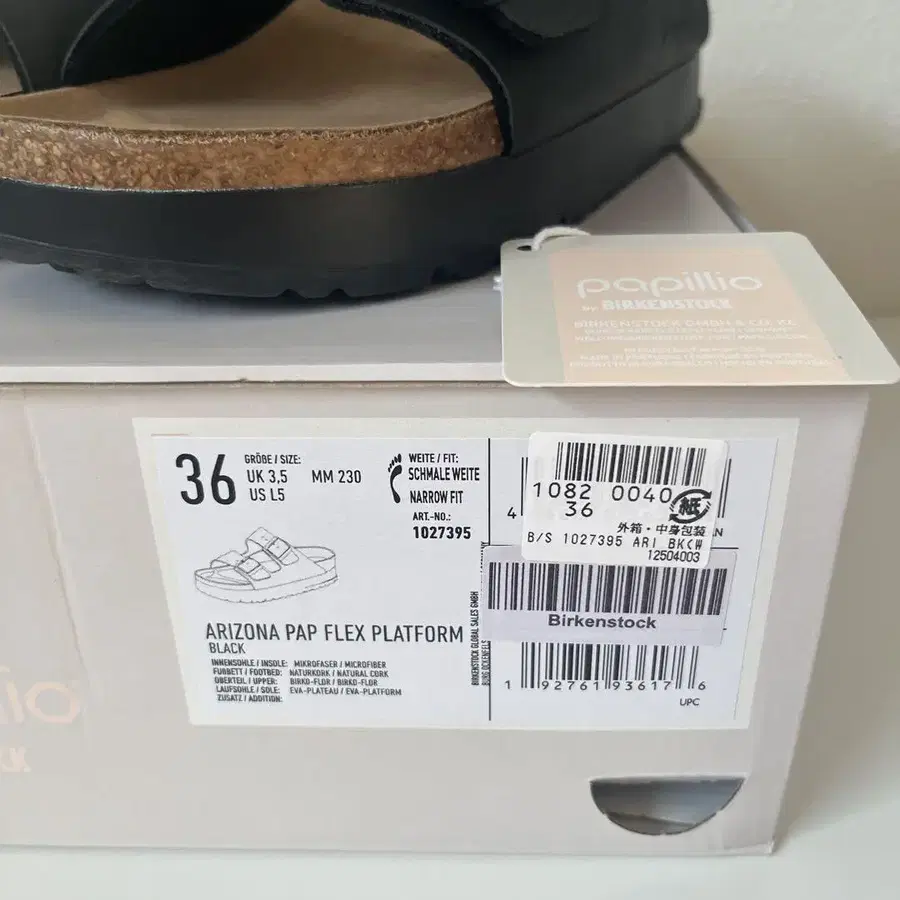 papillio
by BIRKENSTOCK
BIRKENSTOCK GMBH & CO. KG
36
GRÖßE / SIZE:
UK 3,5
US L5
MM 230
WEITE / FIT:
SCHMALE WEITE
NARROW FIT
ART.-NO.:
1027395
ARIZONA PAP FLEX PLATFORM
BLACK
INNENSOHLE / INSOLE: MIKROFASER / MICROFIBER
FUßBETT / FOOTBED: NATURKORK / NATURAL CORK
OBERTEIL / UPPER: BIRKO-FLOR / BIRKO-FLOR
LAUFSOHLE / SOLE: EVA-PLATEAU / EVA-PLATFORM
ZUSATZ / ADDITION:
BIRKENSTOCK GLOBAL SALES GMBH
BURG OCKENFELS
4
1082 0040
36
紙
外箱・中身包装
B/S 1027395 ARI BK(W
12504003
Birkenstock
1 92761 93617 6
UPC